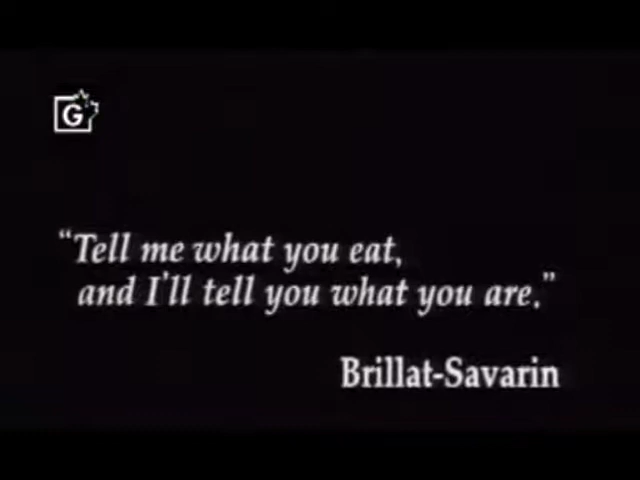 G
“Tell me what you eat,
and I'll tell you what you are.”
Brillat-Savarin